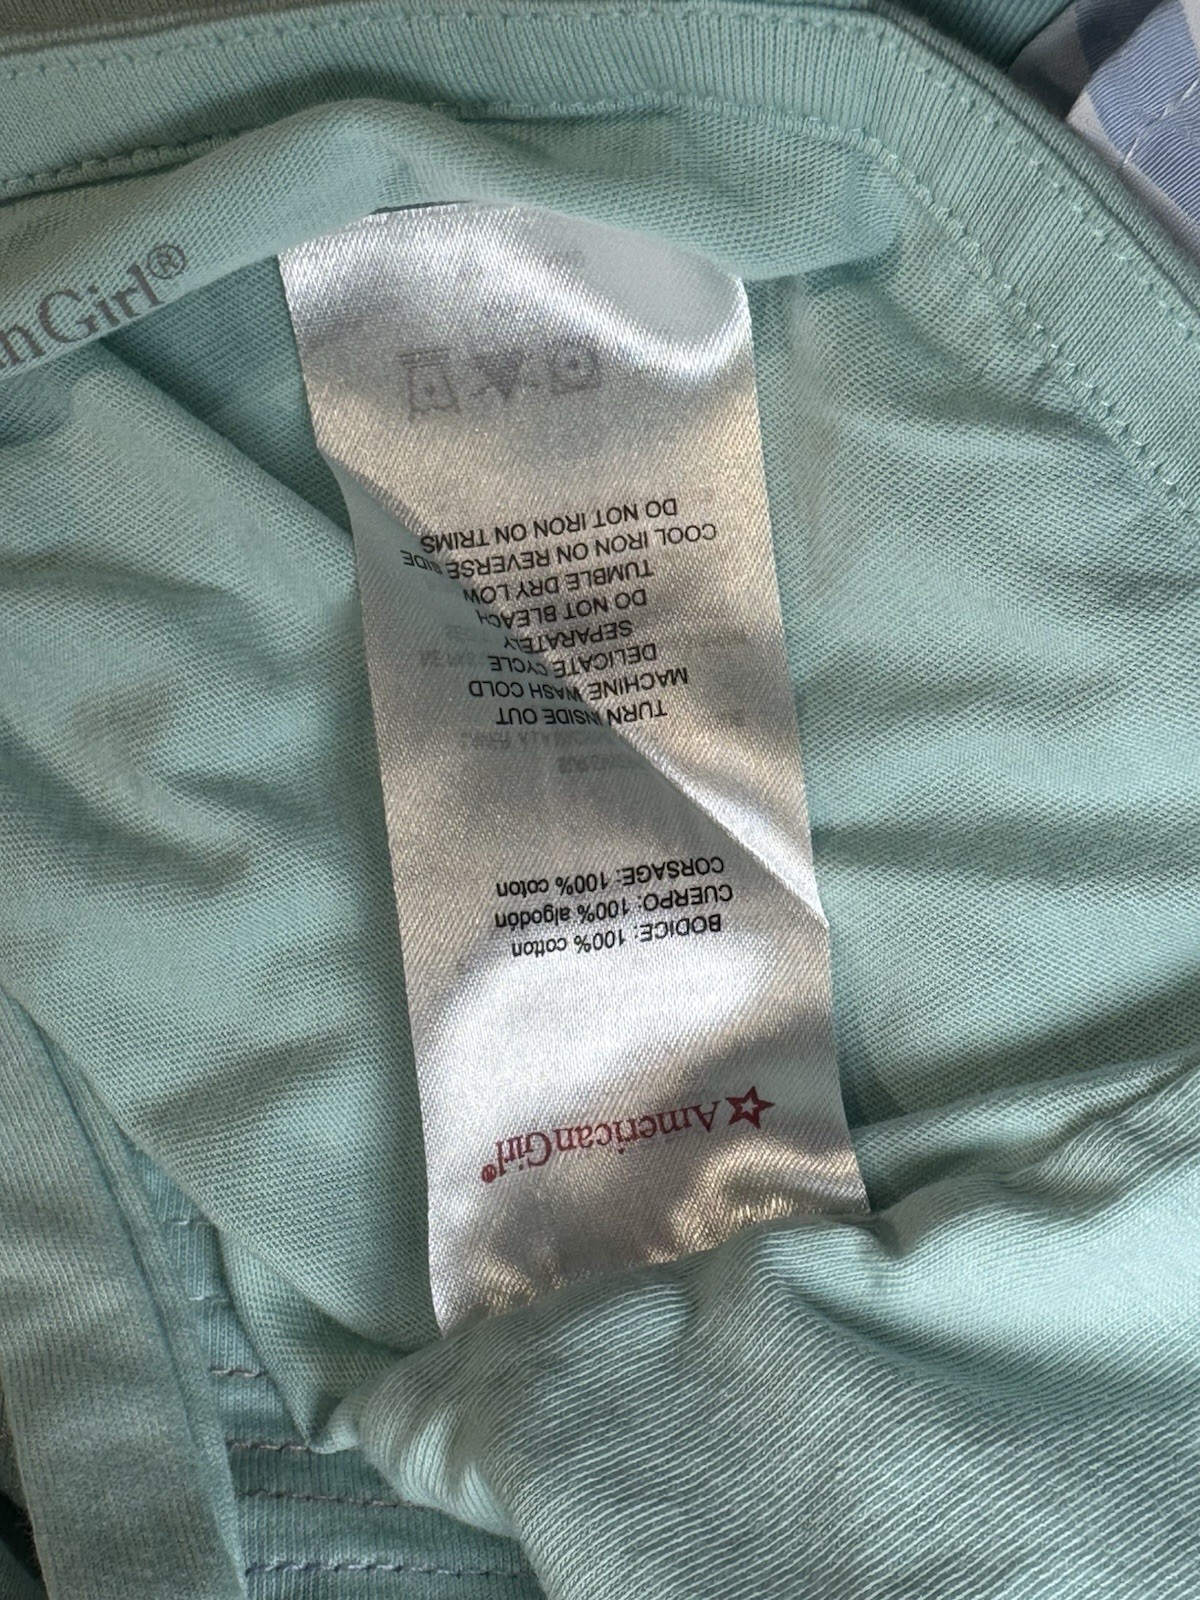 AmericanGirl®
BODICE: 100% cotton
CUERPO: 100% algodón
CORSAGE: 100% coton
TURN INSIDE OUT
MACHINE WASH COLD
DELICATE CYCLE
SEPARATELY
DO NOT BLEACH
TUMBLE DRY LOW
COOL IRON ON REVERSE SIDE
DO NOT IRON ON TRIMS
nGirl®